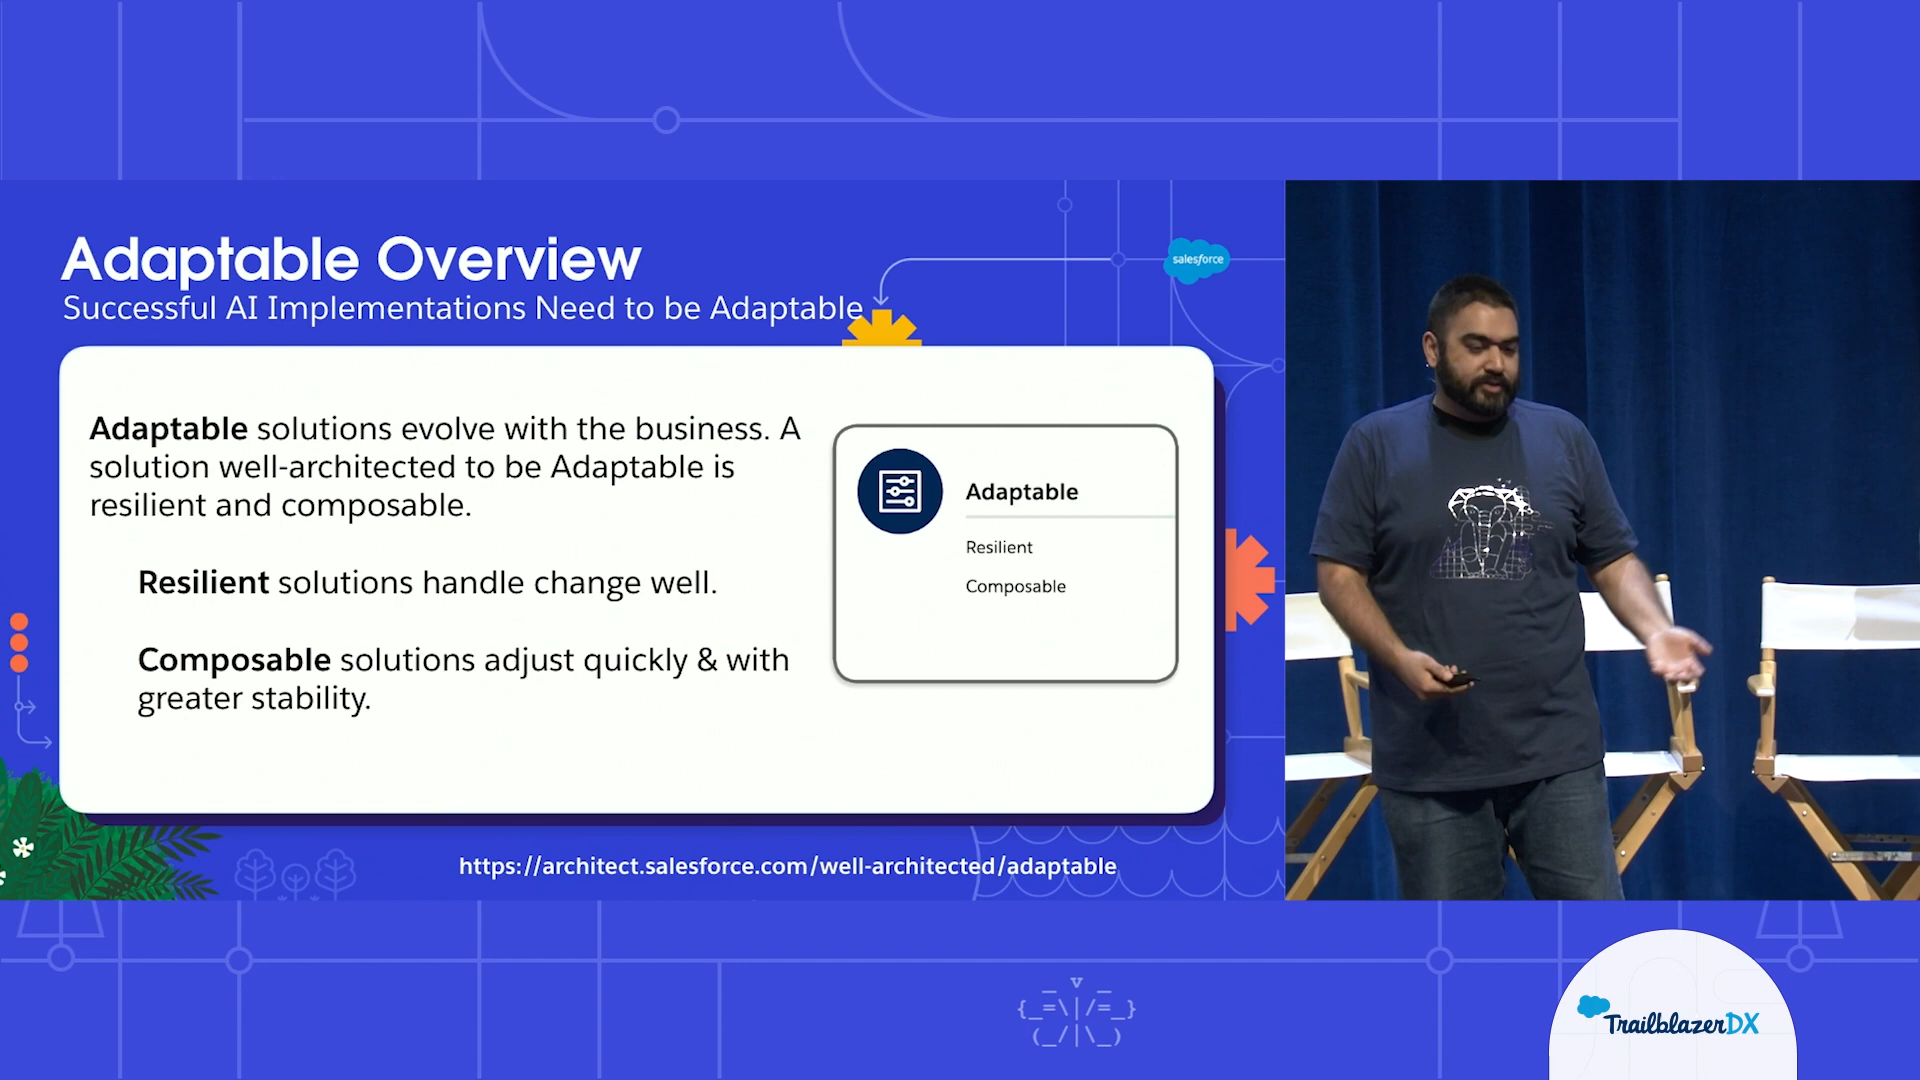 Adaptable Overview
Successful AI Implementations Need to be Adaptable
salesforce
Adaptable solutions evolve with the business. A
solution well-architected to be Adaptable is
resilient and composable.
Resilient solutions handle change well.
Composable solutions adjust quickly & with
greater stability.
Adaptable
Resilient
Composable
https://architect.salesforce.com/well-architected/adaptable
TrailblazerDX